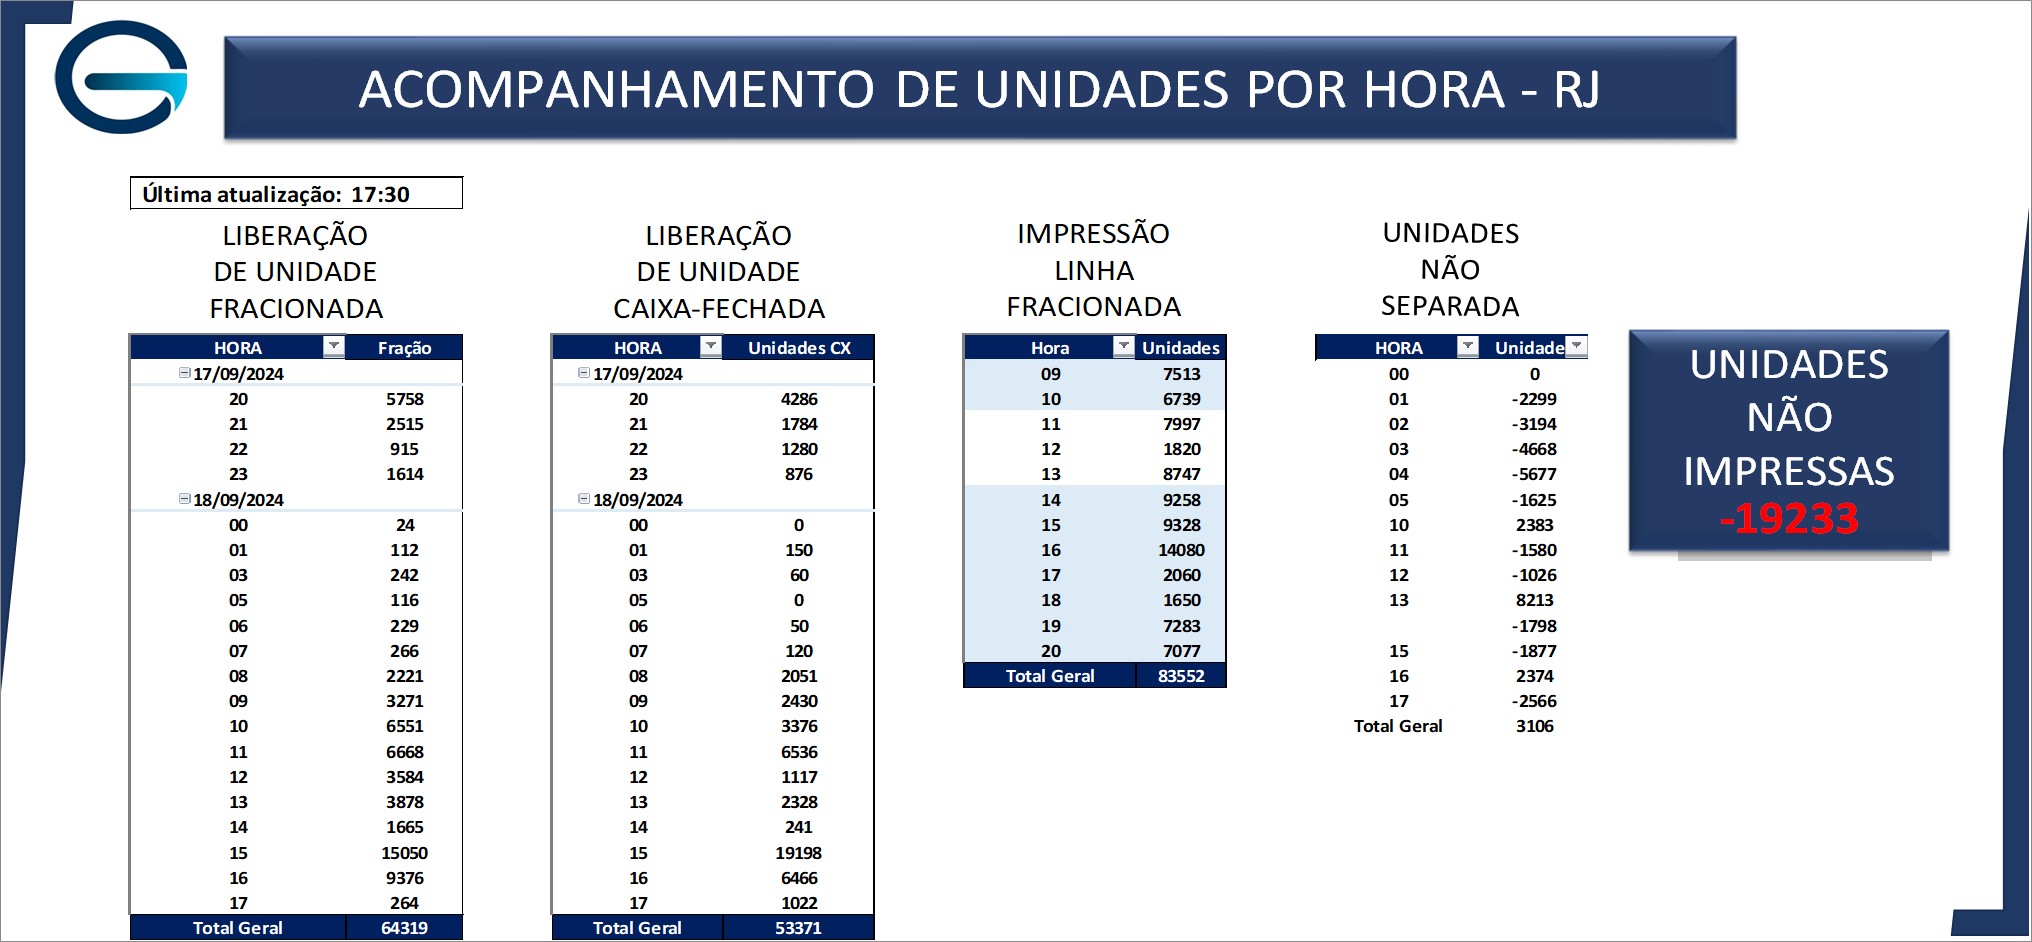 ACOMPANHAMENTO DE UNIDADES POR HORA - RJ
Última atualização: 17:30
LIBERAÇÃO
DE UNIDADE
FRACIONADA
HORA Fração
17/09/2024
20 5758
21 2515
22 915
23 1614
18/09/2024
00 24
01 112
03 242
05 116
06 229
07 266
08 2221
09 3271
10 6551
11 6668
12 3584
13 3878
14 1665
15 15050
16 9376
17 264
Total Geral 64319
LIBERAÇÃO
DE UNIDADE
CAIXA-FECHADA
HORA Unidades CX
17/09/2024
20 4286
21 1784
22 1280
23 876
18/09/2024
00 0
01 150
03 60
05 0
06 50
07 120
08 2051
09 2430
10 3376
11 6536
12 1117
13 2328
14 241
15 19198
16 6466
17 1022
Total Geral 53371
IMPRESSÃO
LINHA
FRACIONADA
Hora Unidades
09 7513
10 6739
11 7997
12 1820
13 8747
14 9258
15 9328
16 14080
17 2060
18 1650
19 7283
20 7077
Total Geral 83552
UNIDADES
NÃO
SEPARADA
HORA Unidade
00 0
01 -2299
02 -3194
03 -4668
04 -5677
05 -1625
10 2383
11 -1580
12 -1026
13 8213
-1798
15 -1877
16 2374
17 -2566
Total Geral 3106
UNIDADES
NÃO
IMPRESSAS
-19233